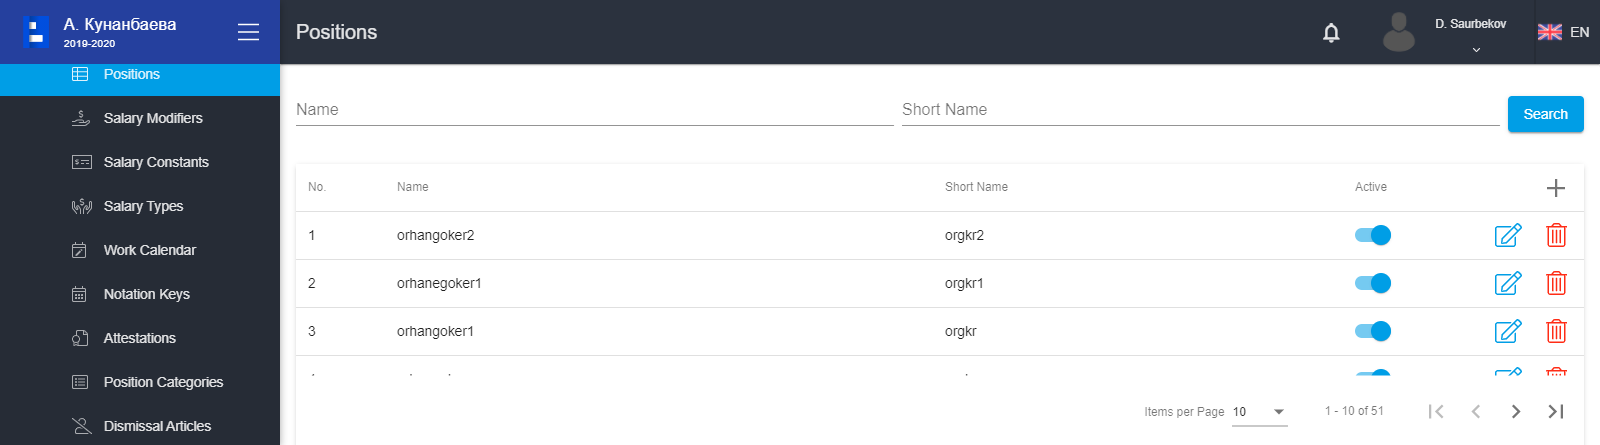 А. Кунанбаева
2019-2020
Positions
D. Saurbekov
EN
Positions
Salary Modifiers
Salary Constants
Salary Types
Work Calendar
Notation Keys
Attestations
Position Categories
Dismissal Articles
Name
Short Name
Search
No. Name Short Name Active
1 orhangoker2 orgkr2
2 orhanegoker1 orgkr1
3 orhangoker1 orgkr
Items per Page 10 1 - 10 of 51